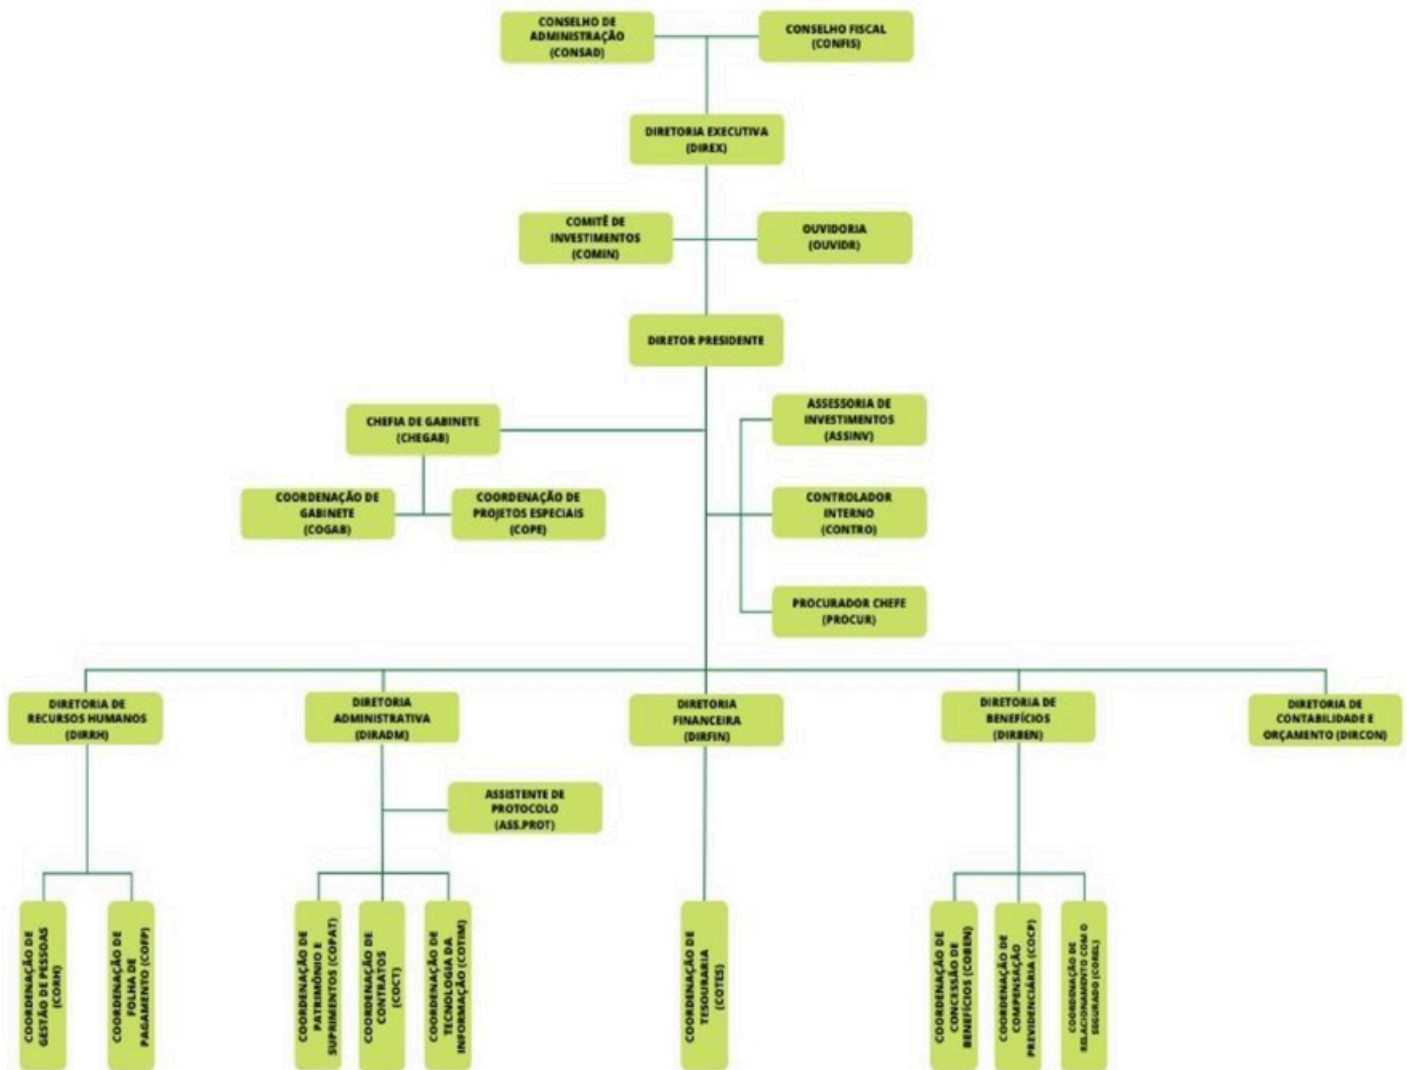 CONSELHO DE
ADMINISTRAÇÃO
(CONSAD)
CONSELHO FISCAL
(CONFIS)
DIRETORIA EXECUTIVA
(DIREX)
COMITÊ DE
INVESTIMENTOS
(COMIN)
OUVIDORIA
(OUVIDR)
DIRETOR PRESIDENTE
CHEFIA DE GABINETE
(CHEGAB)
ASSESSORIA DE
INVESTIMENTOS
(ASSINV)
COORDENAÇÃO DE
GABINETE
(COGAB)
COORDENAÇÃO DE
PROJETOS ESPECIAIS
(COPE)
CONTROLADOR
INTERNO
(CONTRO)
PROCURADOR CHEFE
(PROCUR)
DIRETORIA DE
RECURSOS HUMANOS
(DIRRH)
DIRETORIA
ADMINISTRATIVA
(DIRADM)
DIRETORIA
FINANCEIRA
(DIRFIN)
DIRETORIA DE
BENEFÍCIOS
(DIRBEN)
DIRETORIA DE
CONTABILIDADE E
ORÇAMENTO (DIRCON)
ASSISTENTE DE
PROTOCOLO
(ASS.PROT)
COORDENAÇÃO DE
GESTÃO DE PESSOAS
(CORH)
COORDENAÇÃO DE
FOLHA DE
PAGAMENTO (COFP)
COORDENAÇÃO DE
PATRIMÔNIO E
SUPRIMENTOS (COPAT)
COORDENAÇÃO DE
CONTRATOS
(COCT)
COORDENAÇÃO DE
TECNOLOGIA DA
INFORMAÇÃO (COTIM)
COORDENAÇÃO DE
TESOURARIA
(COTES)
COORDENAÇÃO DE
CONCESSÃO DE
BENEFÍCIOS (COBEN)
COORDENAÇÃO DE
COMPENSAÇÃO
PREVIDENCIÁRIA (COCP)
COORDENAÇÃO DE
RELACIONAMENTO COM O
SEGURADO (COREL)